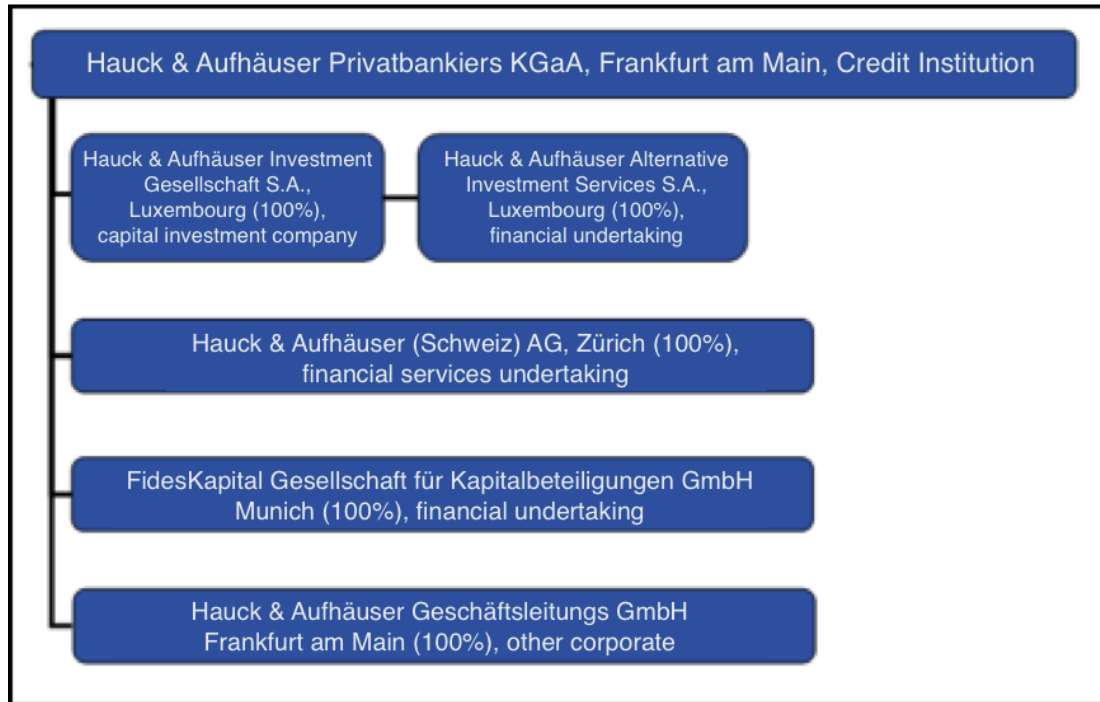 Hauck & Aufhäuser Privatbankiers KGaA, Frankfurt am Main, Credit Institution
Hauck & Aufhäuser Investment
Gesellschaft S.A.,
Luxembourg (100%),
capital investment company
Hauck & Aufhäuser Alternative
Investment Services S.A.,
Luxembourg (100%),
financial undertaking
Hauck & Aufhäuser (Schweiz) AG, Zürich (100%),
financial services undertaking
FidesKapital Gesellschaft für Kapitalbeteiligungen GmbH
Munich (100%), financial undertaking
Hauck & Aufhäuser Geschäftsleitungs GmbH
Frankfurt am Main (100%), other corporate